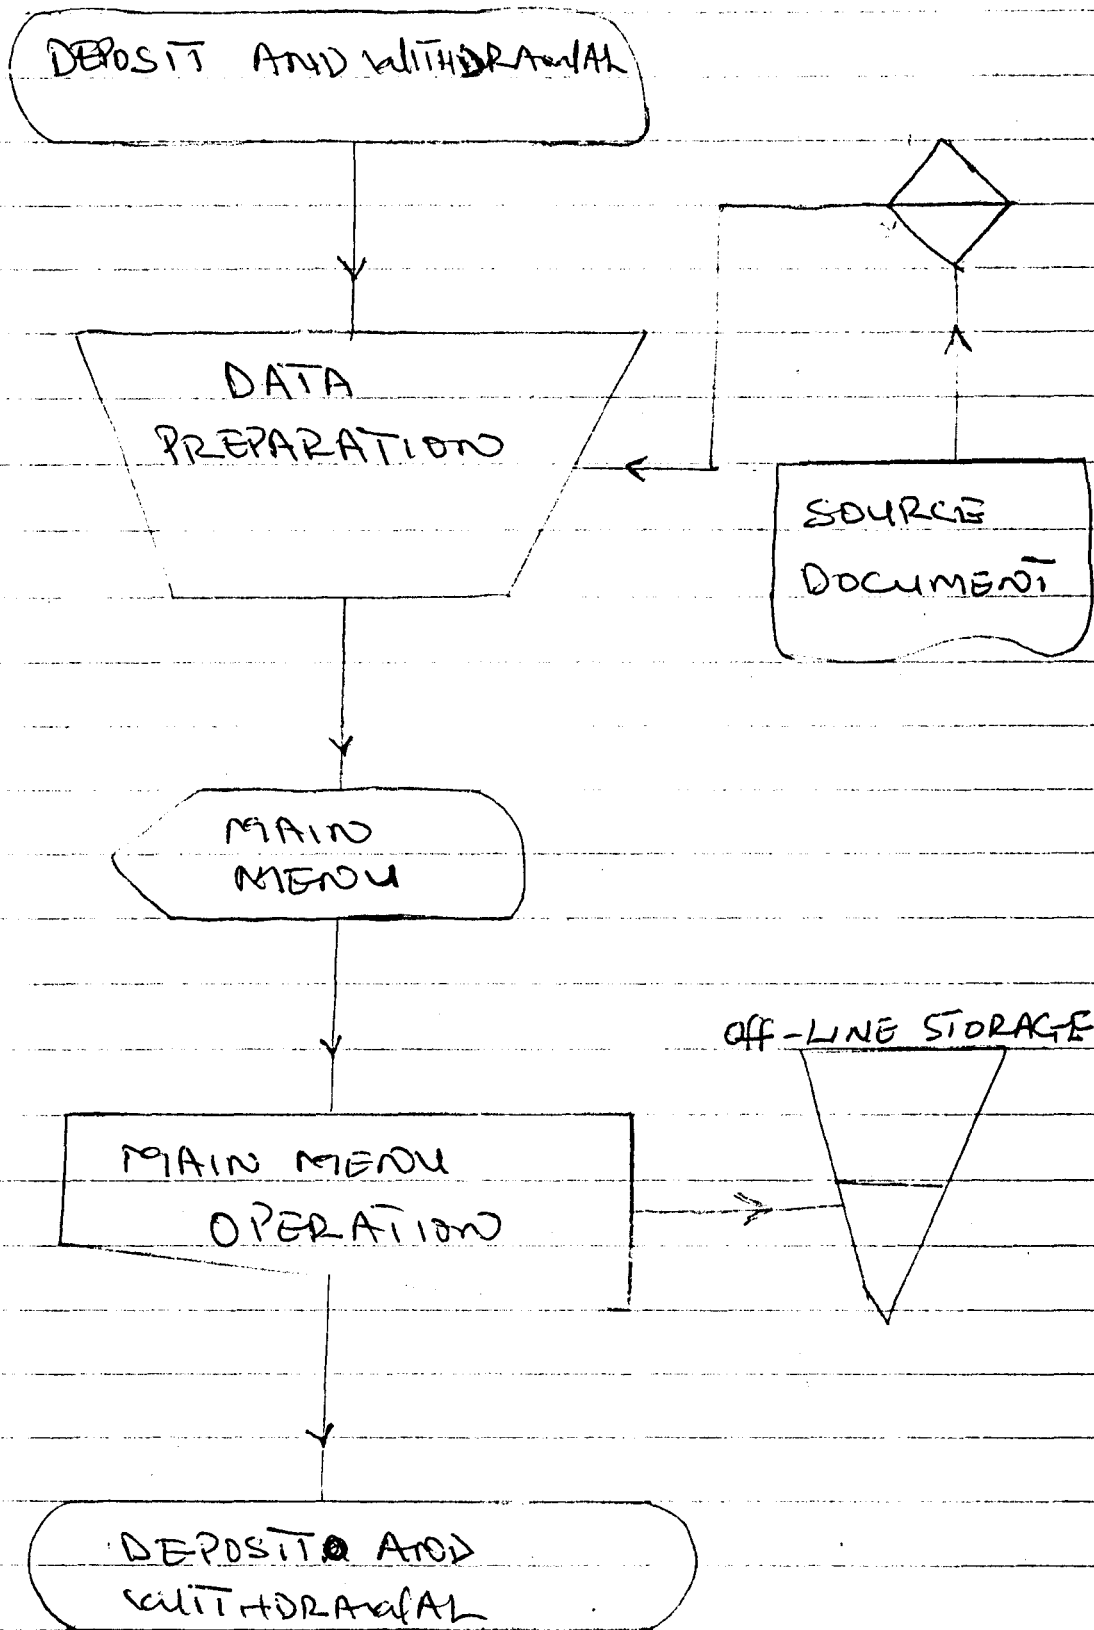 DEPOSIT AND WITHDRAWAL
DATA
PREPARATION
SOURCE
DOCUMENT
MAIN
MENU
OFF-LINE STORAGE
MAIN MENU
OPERATION
DEPOSIT AND
WITHDRAWAL